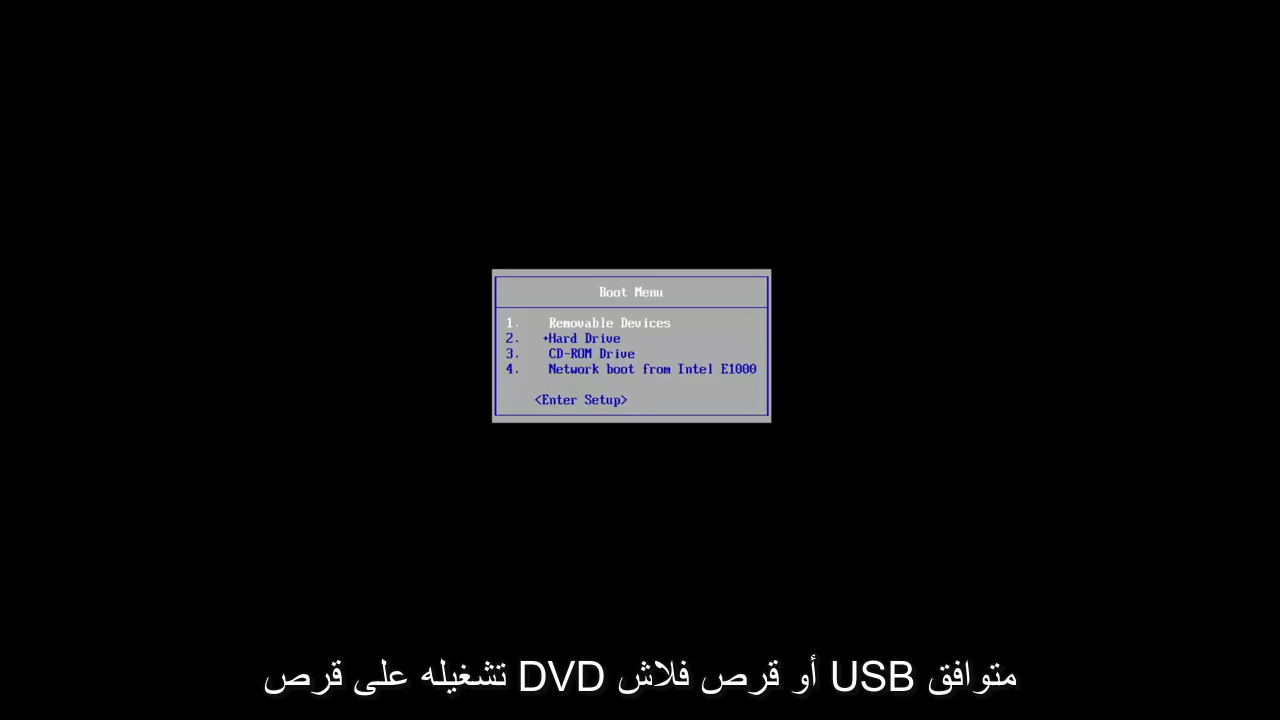 Boot Menu
1. Removable Devices
2. +Hard Drive
3. CD-ROM Drive
4. Network boot from Intel E1000
<Enter Setup>
متوافق USB أو قرص فلاش DVD تشغيله على قرص